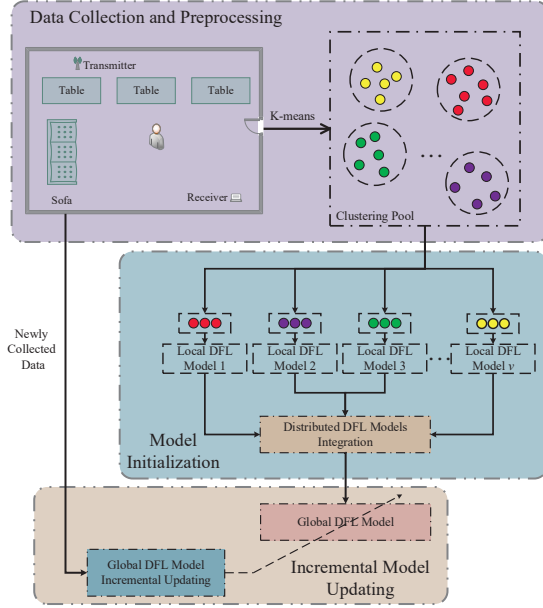 Data Collection and Preprocessing
Transmitter
Table
Table
Table
K-means
Sofa
Receiver
Clustering Pool
Newly
Collected
Data
Local DFL
Model 1
Local DFL
Model 2
Local DFL
Model 3
Local DFL
Model v
Distributed DFL Models
Integration
Model
Initialization
Global DFL Model
Global DFL Model
Incremental Updating
Incremental Model
Updating